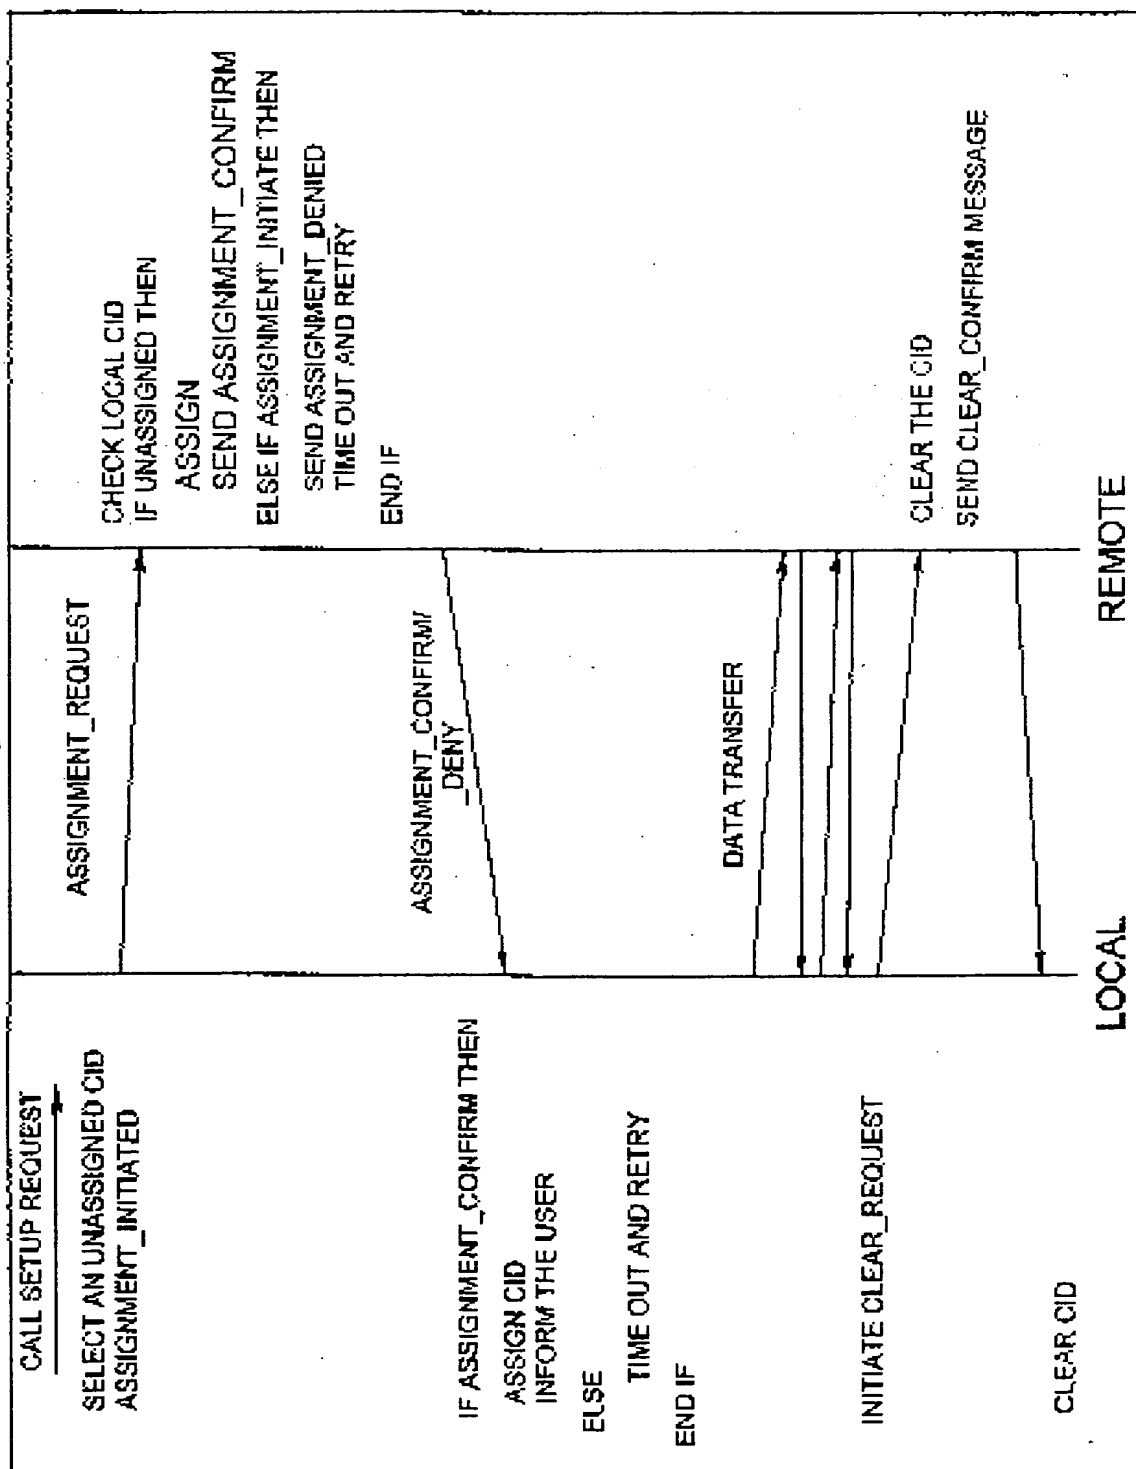 CALL SETUP REQUEST
SELECT AN UNASSIGNED CID
ASSIGNMENT_INITIATED
IF ASSIGNMENT_CONFIRM THEN
ASSIGN CID
INFORM THE USER
ELSE
TIME OUT AND RETRY
END IF
INITIATE CLEAR_REQUEST
CLEAR CID
ASSIGNMENT_REQUEST
ASSIGNMENT_CONFIRM/
_DENY
DATA TRANSFER
CHECK LOCAL CID
IF UNASSIGNED THEN
ASSIGN
SEND ASSIGNMENT_CONFIRM
ELSE IF ASSIGNMENT_INITIATE THEN
SEND ASSIGNMENT_DENIED
TIME OUT AND RETRY
END IF
CLEAR THE CID
SEND CLEAR_CONFIRM MESSAGE
LOCAL
REMOTE